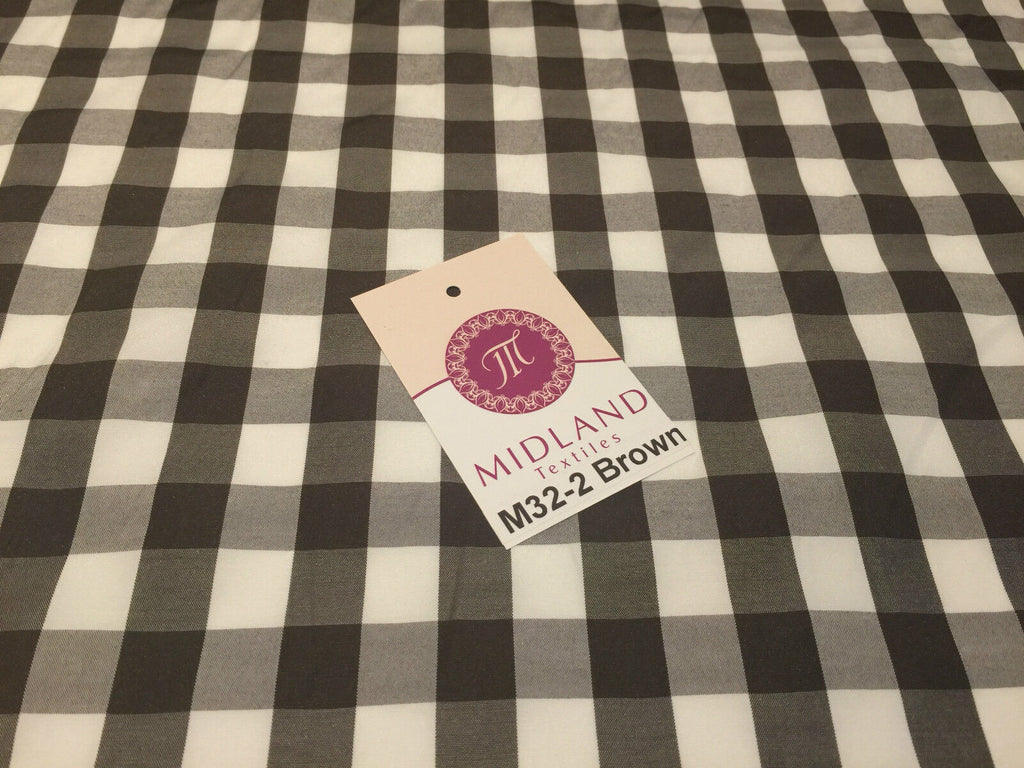 M
MIDLAND
Textiles
M32-2 Brown